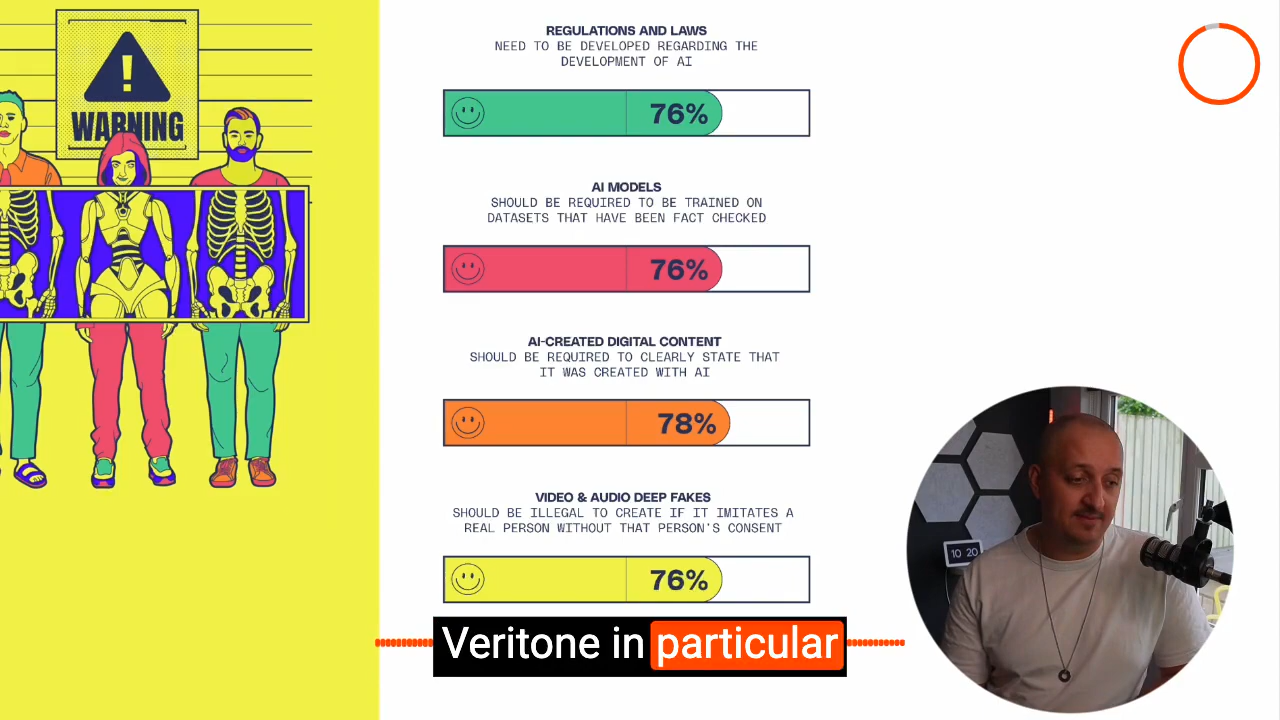 WARNING
REGULATIONS AND LAWS
NEED TO BE DEVELOPED REGARDING THE
DEVELOPMENT OF AI
76%
AI MODELS
SHOULD BE REQUIRED TO BE TRAINED ON
DATASETS THAT HAVE BEEN FACT CHECKED
76%
AI-CREATED DIGITAL CONTENT
SHOULD BE REQUIRED TO CLEARLY STATE THAT
IT WAS CREATED WITH AI
78%
VIDEO & AUDIO DEEP FAKES
SHOULD BE ILLEGAL TO CREATE IF IT IMITATES A
REAL PERSON WITHOUT THAT PERSON'S CONSENT
76%
10 20
Veritone in particular